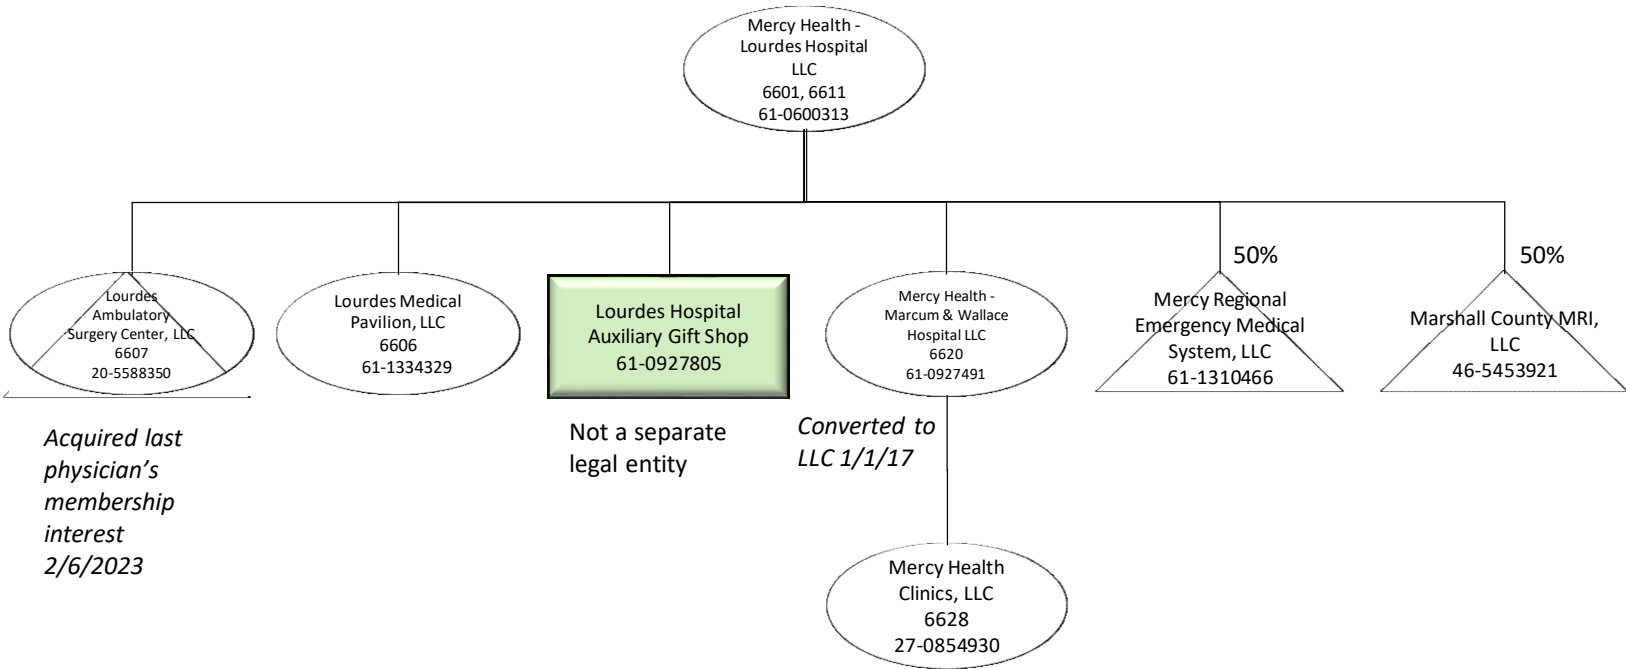 Mercy Health -
Lourdes Hospital
LLC
6601, 6611
61-0600313
50%
50%
Lourdes
Ambulatory
Surgery Center, LLC
6607
20-5588350
Lourdes Medical
Pavilion, LLC
6606
61-1334329
Lourdes Hospital
Auxiliary Gift Shop
61-0927805
Mercy Health -
Marcum & Wallace
Hospital LLC
6620
61-0927491
Mercy Regional
Emergency Medical
System, LLC
61-1310466
Marshall County MRI,
LLC
46-5453921
Acquired last
physician’s
membership
interest
2/6/2023
Not a separate
legal entity
Converted to
LLC 1/1/17
Mercy Health
Clinics, LLC
6628
27-0854930